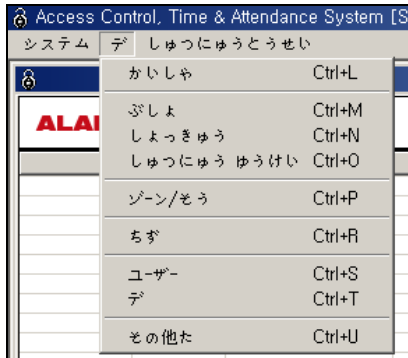 Access Control, Time & Attendance System [S
システム デ しゅつにゅうとうせい
かいしゃ Ctrl+L
ぶしょ Ctrl+M
ALA
しょっきゅう Ctrl+N
しゅつにゅう ゆうけい Ctrl+O
ゾーン/そう Ctrl+P
ちず Ctrl+R
ユーザー Ctrl+S
デ Ctrl+T
その他た Ctrl+U